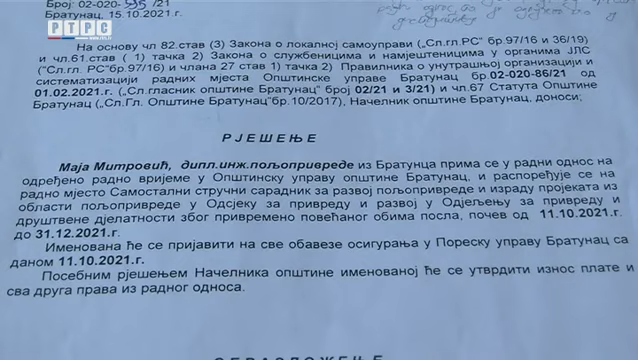 РТРС
Број: 02-020-595/21
Братунац, 15.10.2021.
На основу чл 82.став (3) Закона о локалној самоуправи („Сл.гл.РС" бр.97/16 и 36/19)
и чл.61.став ( 1) тачка 2) Закона о службеницима и намјештеницима у органима ЈЛС
("Сл.гл. РС"бр.97/16) и члана 27 став 1) тачка 2) Правилника о унутрашњој организацији и
систематизацији радних мјеста Општинске управе Братунац бр.02-020-86/21 од
01.02.2021.г. („Сл.гласник општине Братунац" број 02/21 и 3/21) и чл.67 Статута Општине
Братунац („Сл.Гл. Општине Братунац"бр.10/2017), Начелник општине Братунац, доноси;
Р Ј Е Ш Е Њ Е
Маја Митровић, дипл.инж.пољопривреде из Братунца прима се у радни однос на
одређено радно вријеме у Општинску управу општине Братунац, и распоређује се на
радно мјесто Самостални стручни сарадник за развој пољопривреде и израду пројеката из
области пољопривреде у Одсјеку за привреду и развој у Одјељењу за привреду и
друштвене дјелатности због привремено повећаног обима посла, почев од 11.10.2021.г.
до 31.12.2021.г.
Именована ће се пријавити на све обавезе осигурања у Пореску управу Братунац са
даном 11.10.2021.г.
Посебним рјешењем Начелника општине именованој ће се утврдити износ плате и
сва друга права из радног односа.
О Б Р А З Л О Ж Е Њ Е